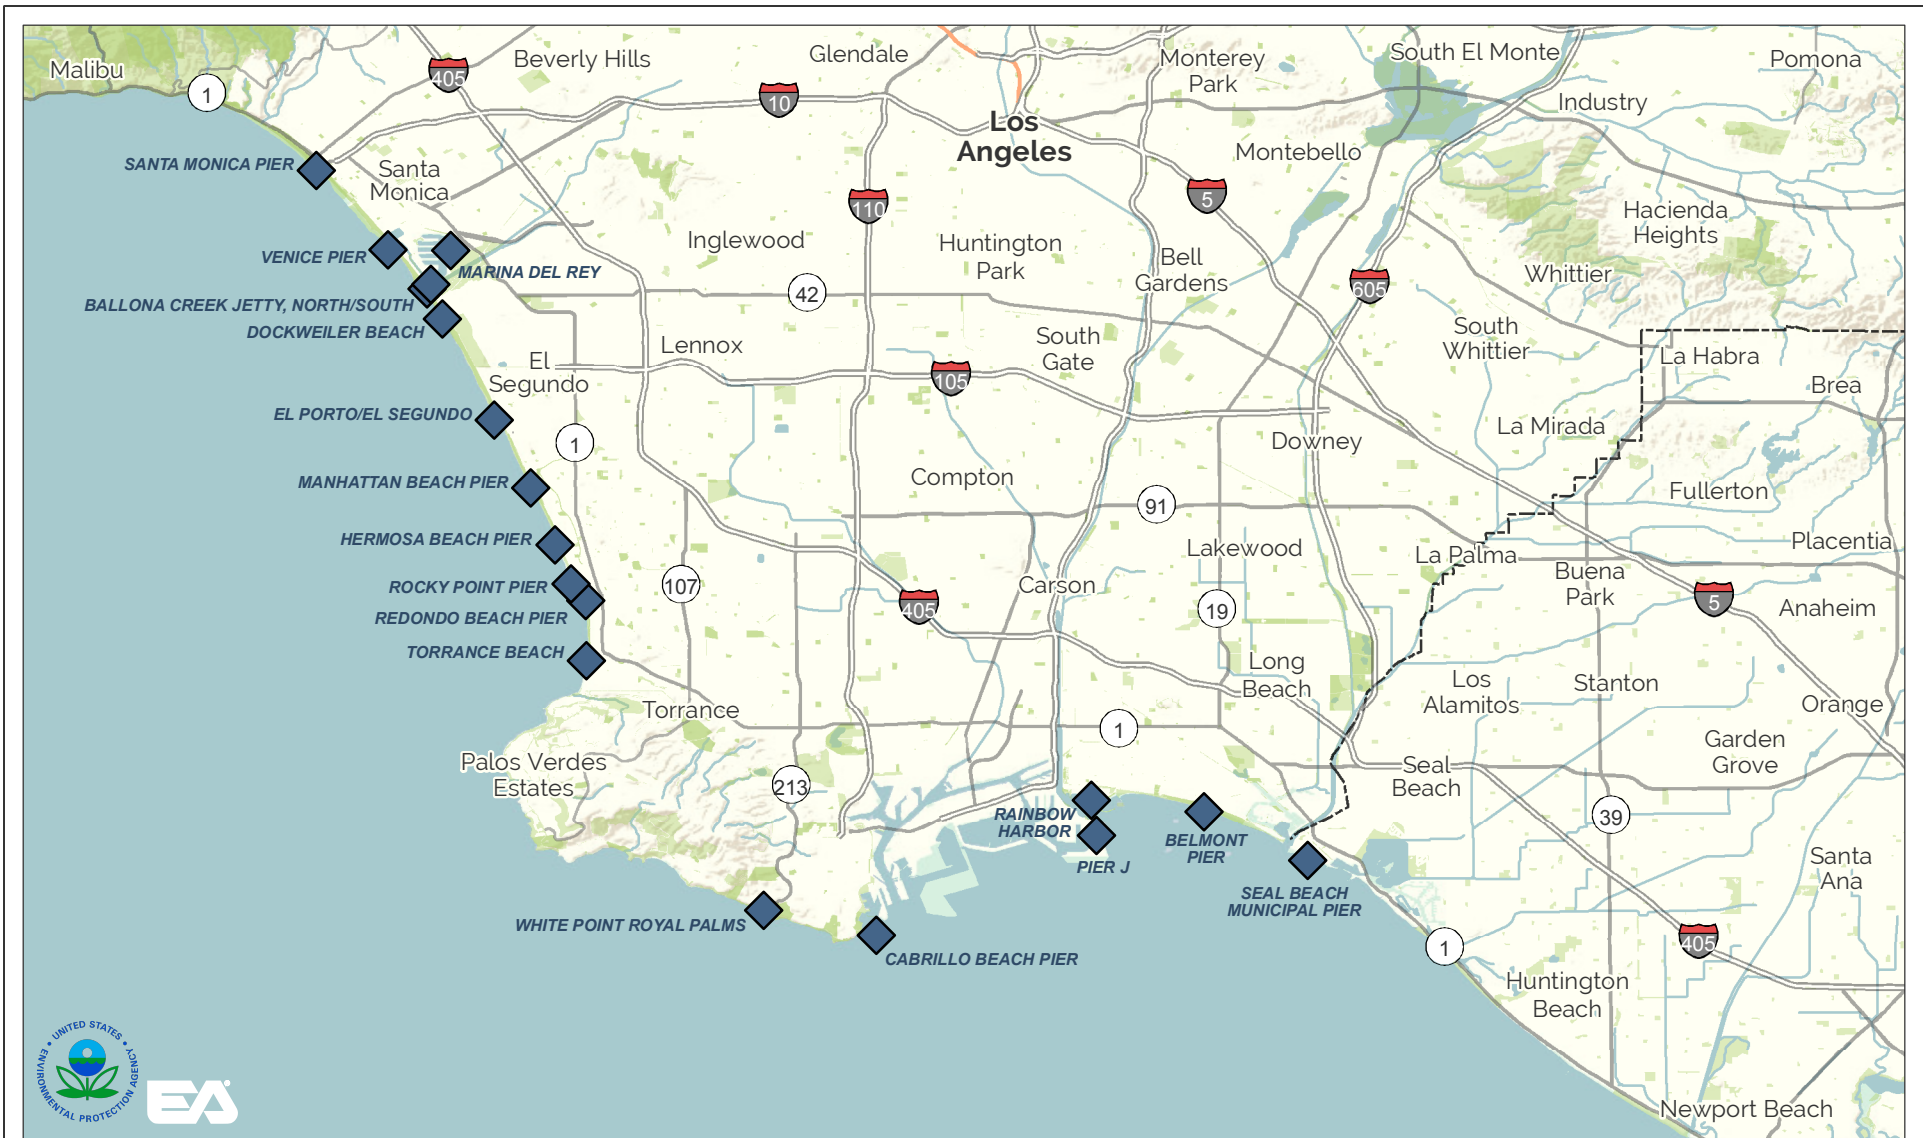 Malibu
1
405
Beverly Hills
Glendale
10
Monterey
Park
South El Monte
Pomona
Industry
Los
Angeles
SANTA MONICA PIER
Santa
Monica
Montebello
110
5
Hacienda
Heights
VENICE PIER
MARINA DEL REY
Inglewood
Huntington
Park
Bell
Gardens
Whittier
605
42
BALLONA CREEK JETTY, NORTH/SOUTH
DOCKWEILER BEACH
El
Segundo
Lennox
South
Gate
South
Whittier
La Habra
105
Brea
EL PORTO/EL SEGUNDO
1
Downey
La Mirada
MANHATTAN BEACH PIER
Compton
91
Fullerton
HERMOSA BEACH PIER
Lakewood
La Palma
Placentia
ROCKY POINT PIER
107
405
Carson
19
Buena
Park
5
Anaheim
REDONDO BEACH PIER
TORRANCE BEACH
Long
Beach
Los
Alamitos
Stanton
Orange
Torrance
1
Palos Verdes
Estates
213
Seal
Beach
Garden
Grove
RAINBOW
HARBOR
PIER J
BELMONT
PIER
39
SEAL BEACH
MUNICIPAL PIER
Santa
Ana
WHITE POINT ROYAL PALMS
CABRILLO BEACH PIER
1
405
Huntington
Beach
Newport Beach
UNITED STATES
ENVIRONMENTAL PROTECTION AGENCY
EA